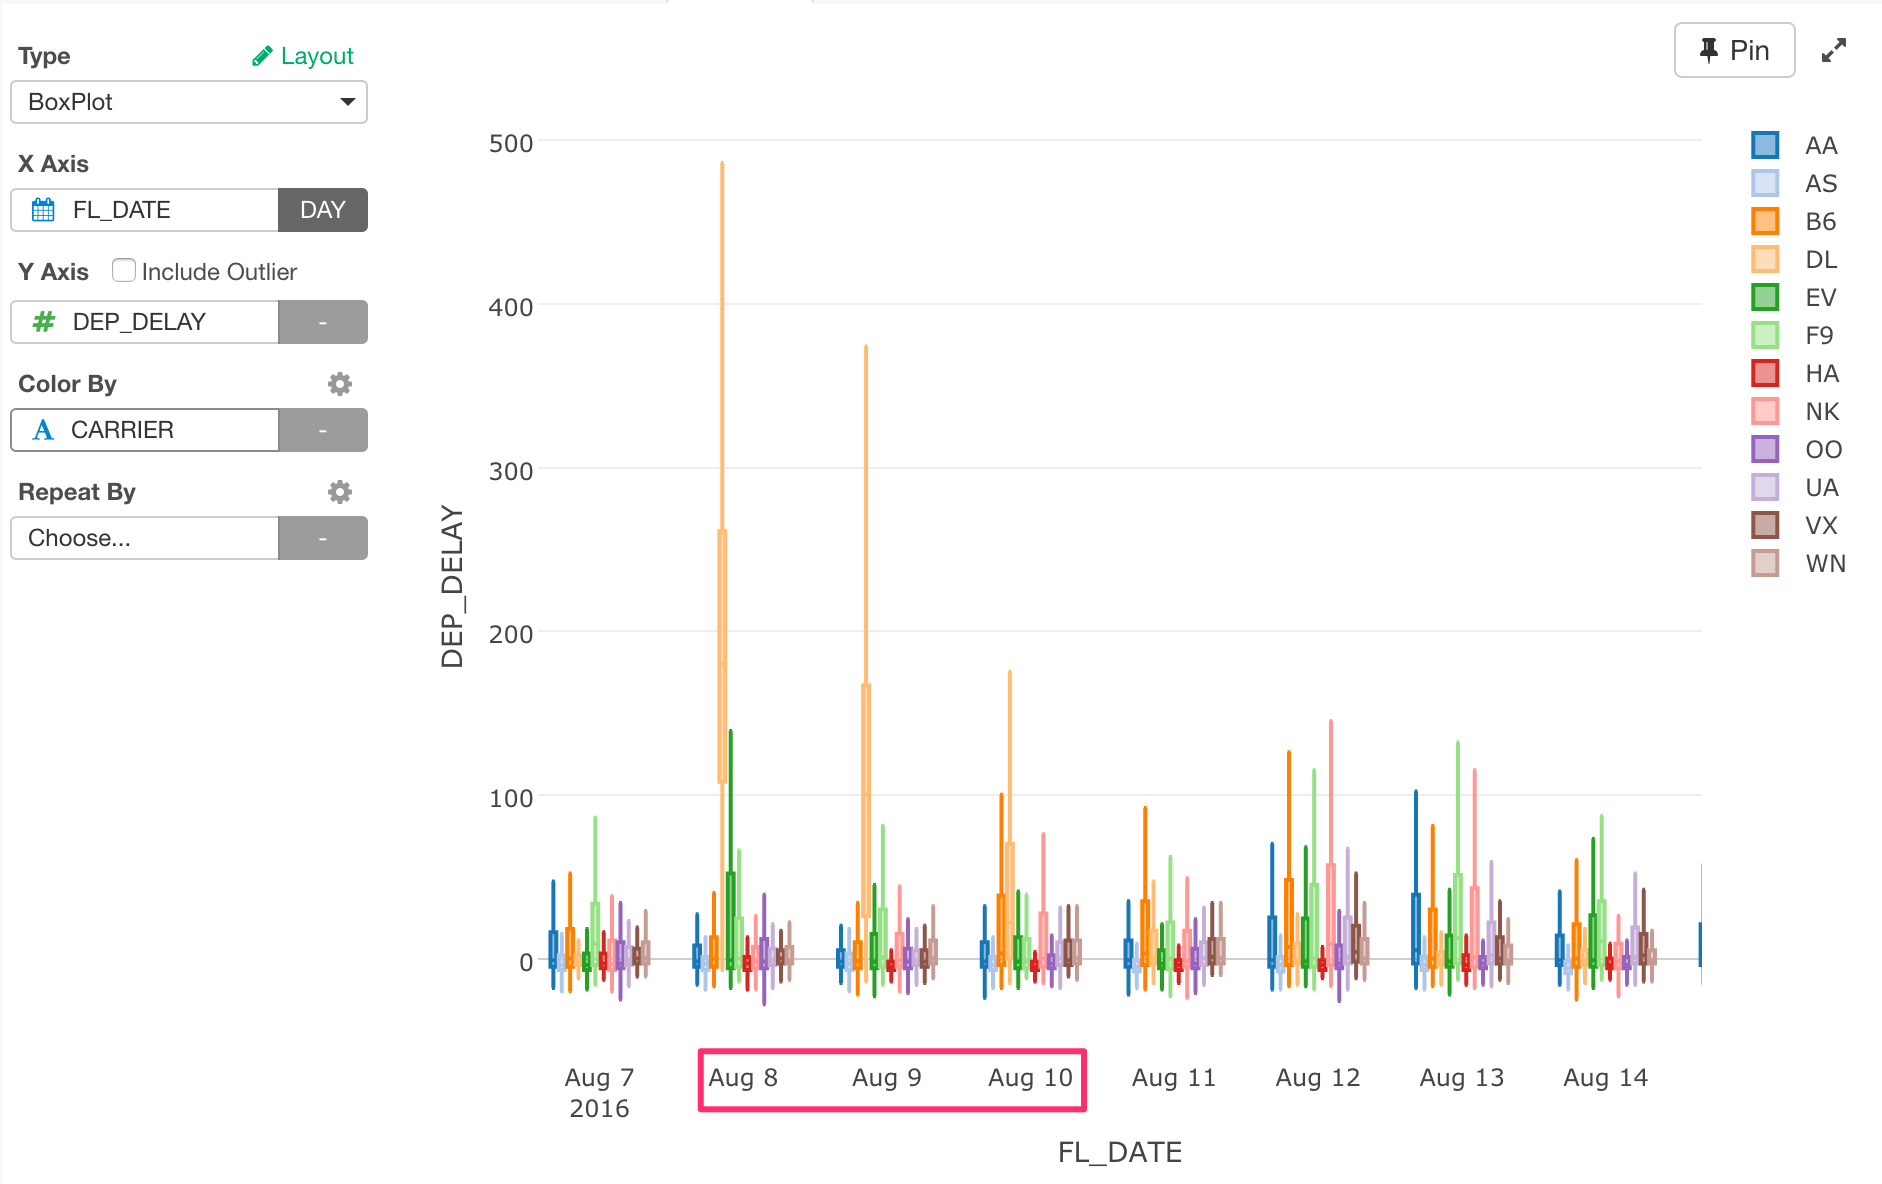 Type Layout
BoxPlot
X Axis
FL_DATE DAY
Y Axis Include Outlier
# DEP_DELAY -
Color By
A CARRIER -
Repeat By
Choose... -
Pin
500
400
300
200
100
0
DEP_DELAY
Aug 7 Aug 8 Aug 9 Aug 10 Aug 11 Aug 12 Aug 13 Aug 14
2016
FL_DATE
AA
AS
B6
DL
EV
F9
HA
NK
OO
UA
VX
WN